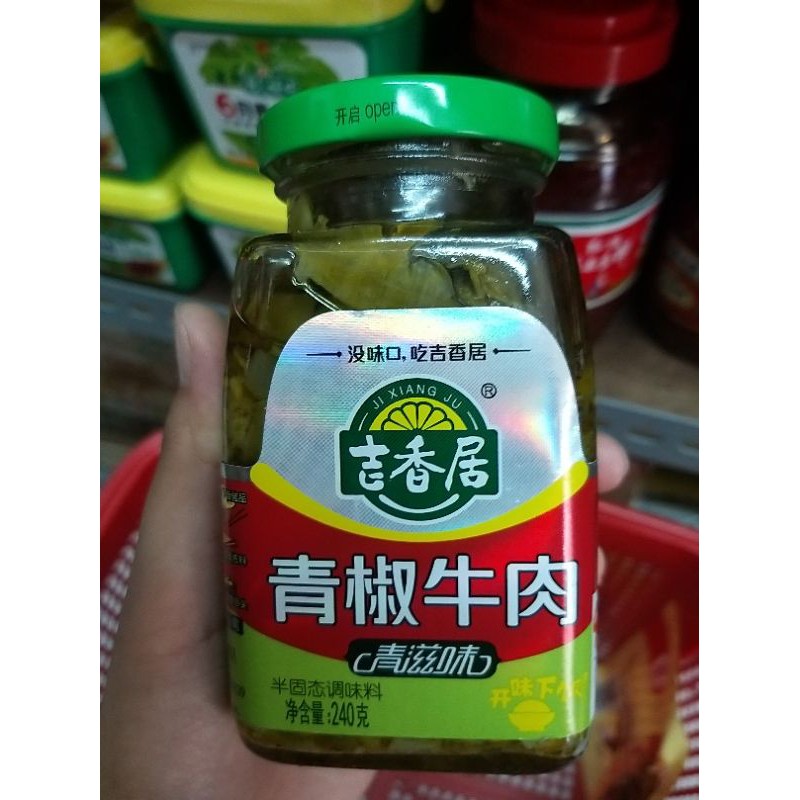 开启 open
没味口,吃吉香居
JI XIANG JU
®
吉香居
青椒牛肉
青滋味
半固态调味料
净含量:240克
开味下饭